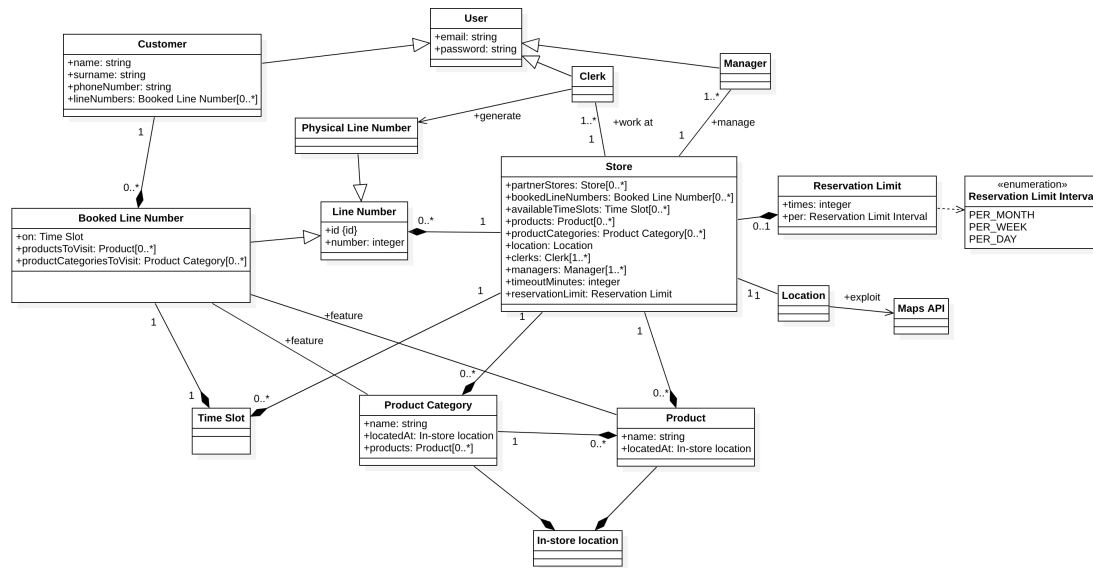 User
+email: string
+password: string
Customer
+name: string
+surname: string
+phoneNumber: string
+lineNumbers: Booked Line Number[0..*]
Clerk
Manager
1
0..*
+generate
1..*
1
+work at
1..*
1
+manage
Physical Line Number
Line Number
+id {id}
+number: integer
0..*
1
Store
+partnerStores: Store[0..*]
+bookedLineNumbers: Booked Line Number[0..*]
+availableTimeSlots: Time Slot[0..*]
+products: Product[0..*]
+productCategories: Product Category[0..*]
+location: Location
+clerks: Clerk[1..*]
+managers: Manager[1..*]
+timeoutMinutes: integer
+reservationLimit: Reservation Limit
Reservation Limit
+times: integer
+per: Reservation Limit Interval
0..1
«enumeration»
Reservation Limit Interval
PER_MONTH
PER_WEEK
PER_DAY
Booked Line Number
+on: Time Slot
+productsToVisit: Product[0..*]
+productCategoriesToVisit: Product Category[0..*]
1
1
Location
+exploit
Maps API
1
1
+feature
+feature
1
0..*
1
0..*
1
0..*
Time Slot
Product Category
+name: string
+locatedAt: In-store location
+products: Product[0..*]
1
0..*
Product
+name: string
+locatedAt: In-store location
In-store location